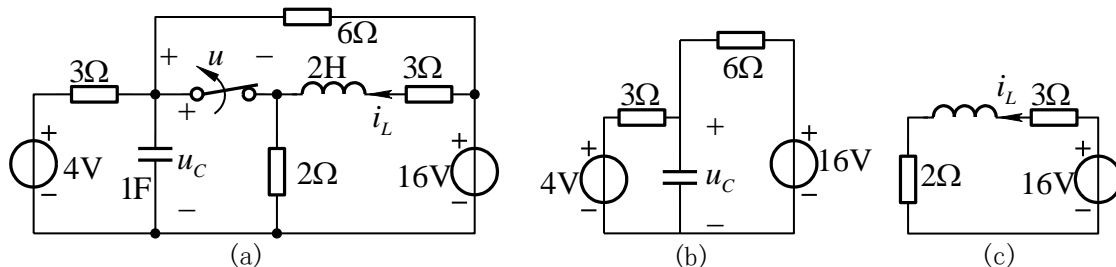 6Ω
+ u −
3Ω 2H 3Ω
+ i_L
+ 4V − 1F u_C 2Ω 16V + −
−
(a)
6Ω
3Ω
+
+ 4V − u_C + 16V −
−
(b)
i_L 3Ω
2Ω 16V + −
(c)